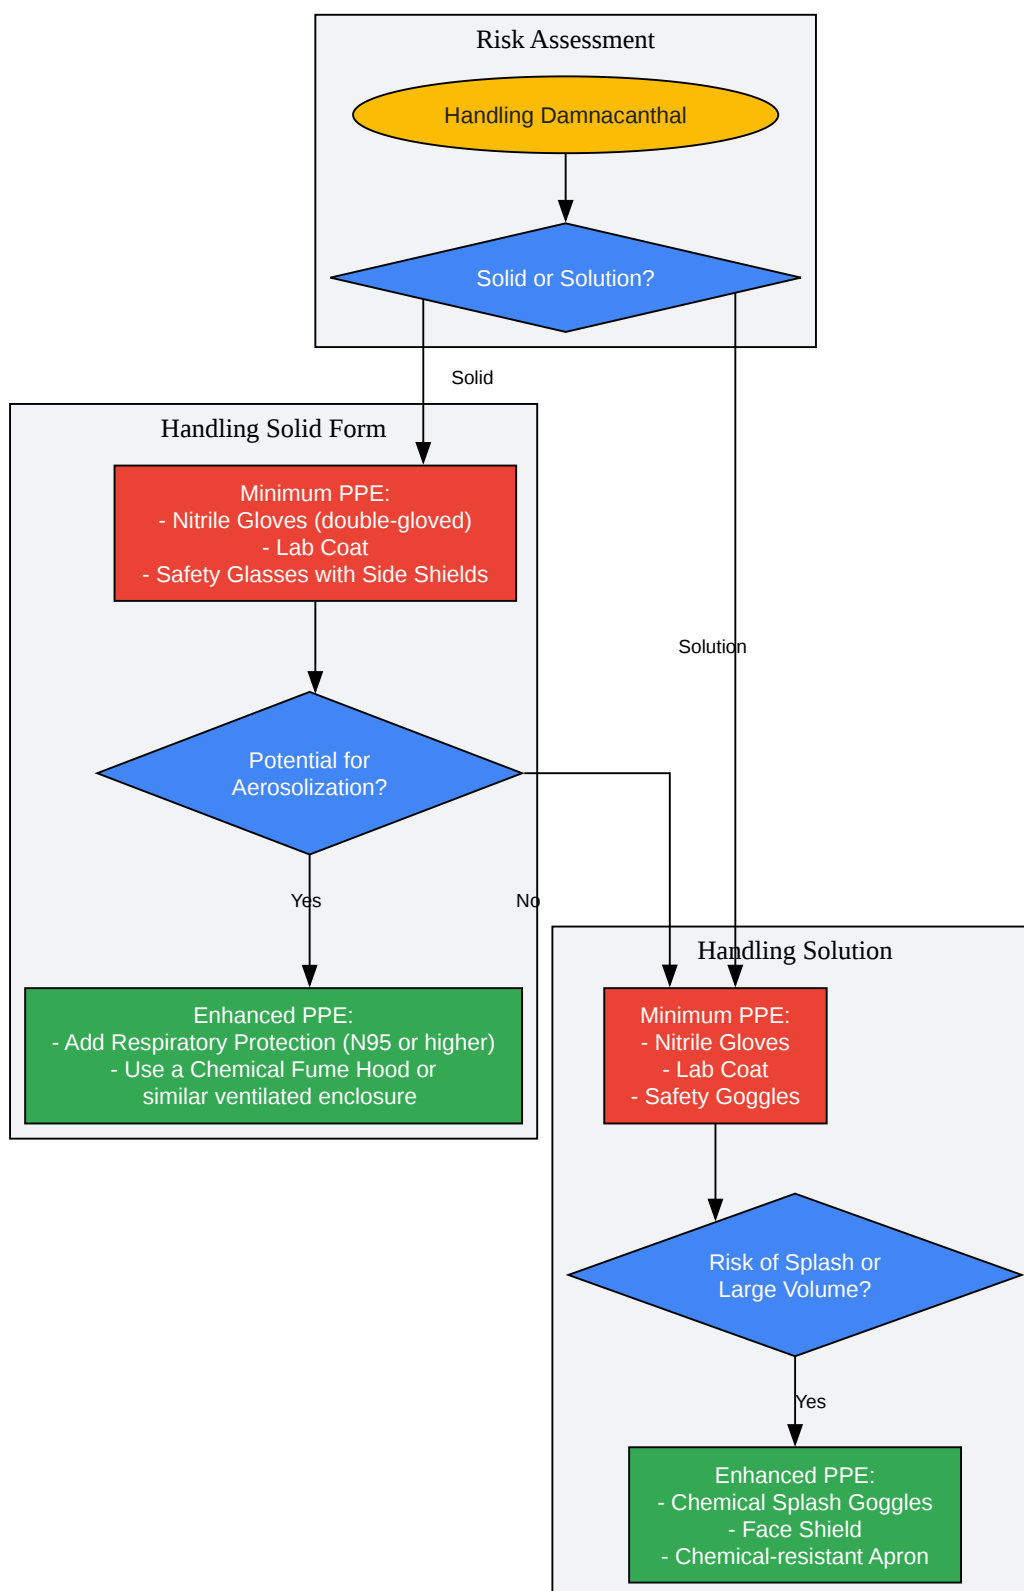 Risk Assessment
Handling Damnacanthal
Solid or Solution?
Solid
Handling Solid Form
Minimum PPE:
- Nitrile Gloves (double-gloved)
- Lab Coat
- Safety Glasses with Side Shields
Solution
Potential for
Aerosolization?
Yes
No
Handling Solution
Enhanced PPE:
- Add Respiratory Protection (N95 or higher)
- Use a Chemical Fume Hood or
similar ventilated enclosure
Minimum PPE:
- Nitrile Gloves
- Lab Coat
- Safety Goggles
Risk of Splash or
Large Volume?
Yes
Enhanced PPE:
- Chemical Splash Goggles
- Face Shield
- Chemical-resistant Apron